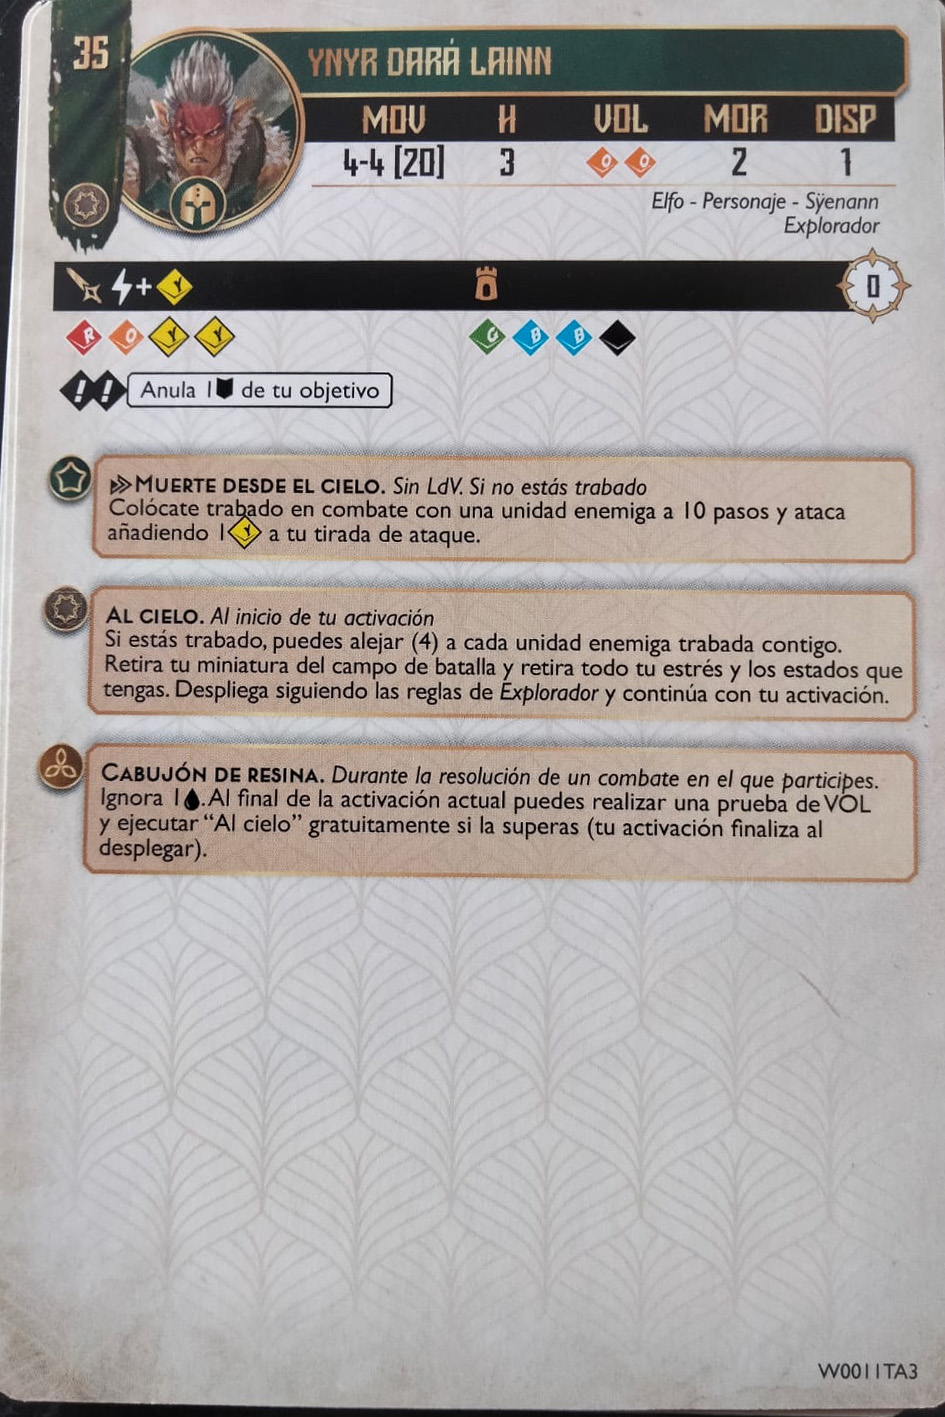 35
YNYR DARÁ LAINN
MOV H VOL MOR DISP
4-4 [20] 3 O O 2 1
Elfo - Personaje - Sÿenann
Explorador
+ Y 0
R O Y Y G B B
! ! Anula 1 de tu objetivo
MUERTE DESDE EL CIELO. Sin LdV. Si no estás trabado
Colócate trabado en combate con una unidad enemiga a 10 pasos y ataca
añadiendo 1 Y a tu tirada de ataque.
AL CIELO. Al inicio de tu activación
Si estás trabado, puedes alejar (4) a cada unidad enemiga trabada contigo.
Retira tu miniatura del campo de batalla y retira todo tu estrés y los estados que
tengas. Despliega siguiendo las reglas de Explorador y continúa con tu activación.
CABUJÓN DE RESINA. Durante la resolución de un combate en el que participes.
Ignora 1. Al final de la activación actual puedes realizar una prueba de VOL
y ejecutar “Al cielo” gratuitamente si la superas (tu activación finaliza al
desplegar).
W0011TA3